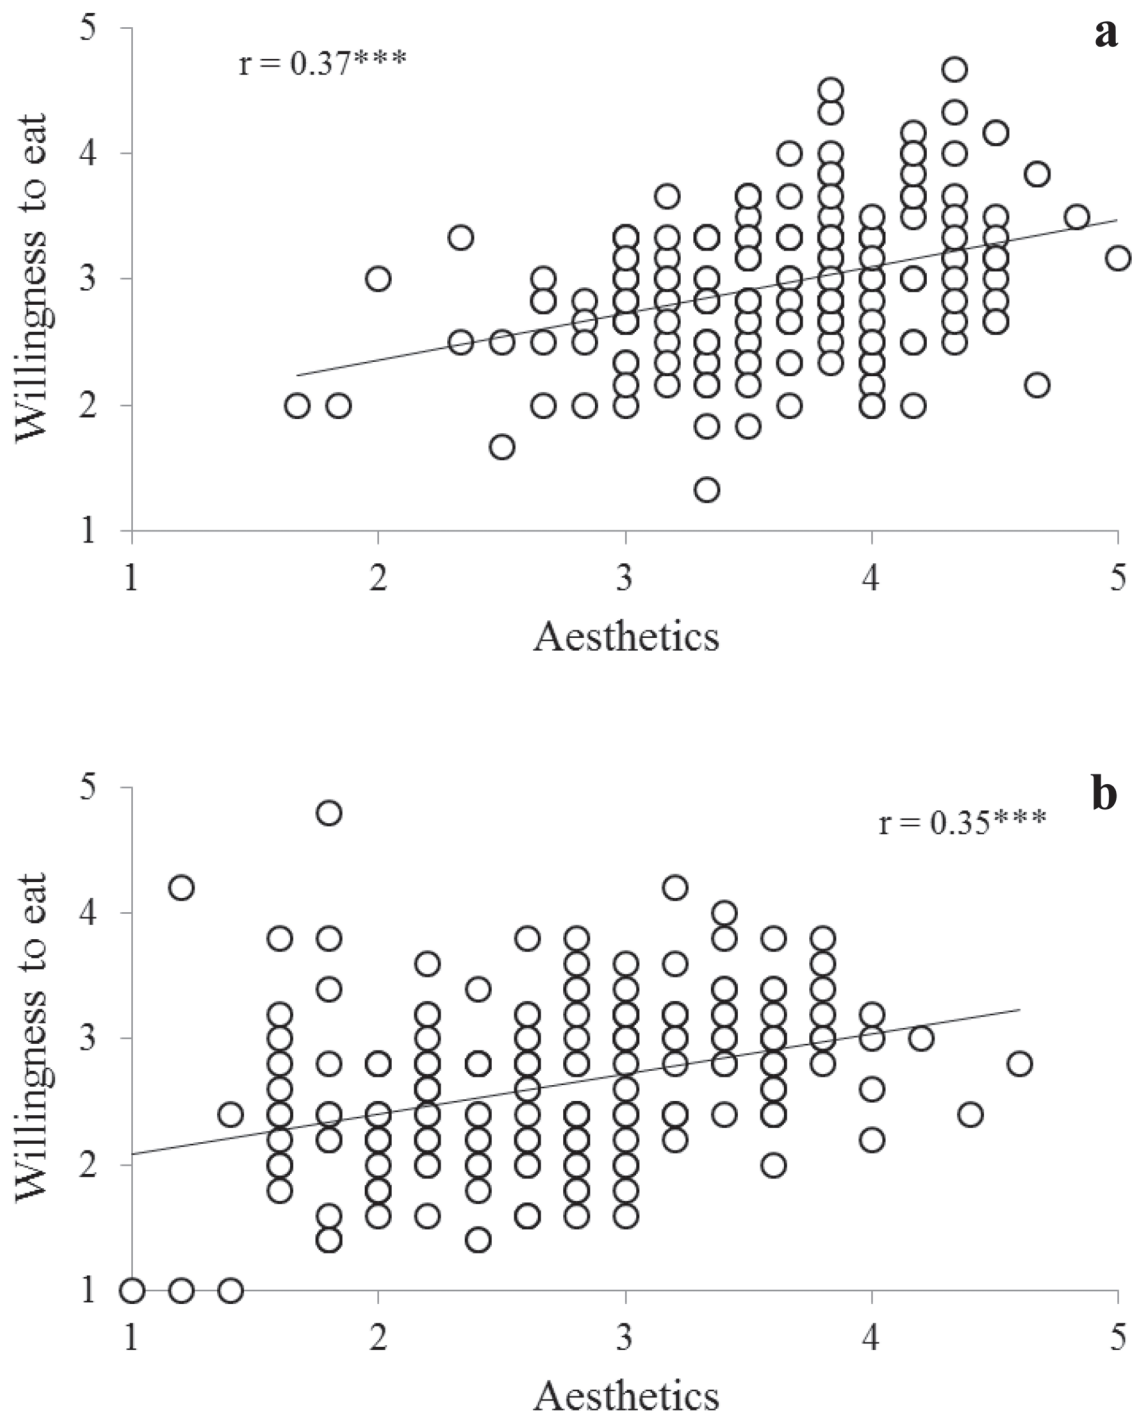 a
r = 0.37***
5
4
3
2
1
Willingness to eat
1 2 3 4 5
Aesthetics
b
r = 0.35***
5
4
3
2
1
Willingness to eat
1 2 3 4 5
Aesthetics